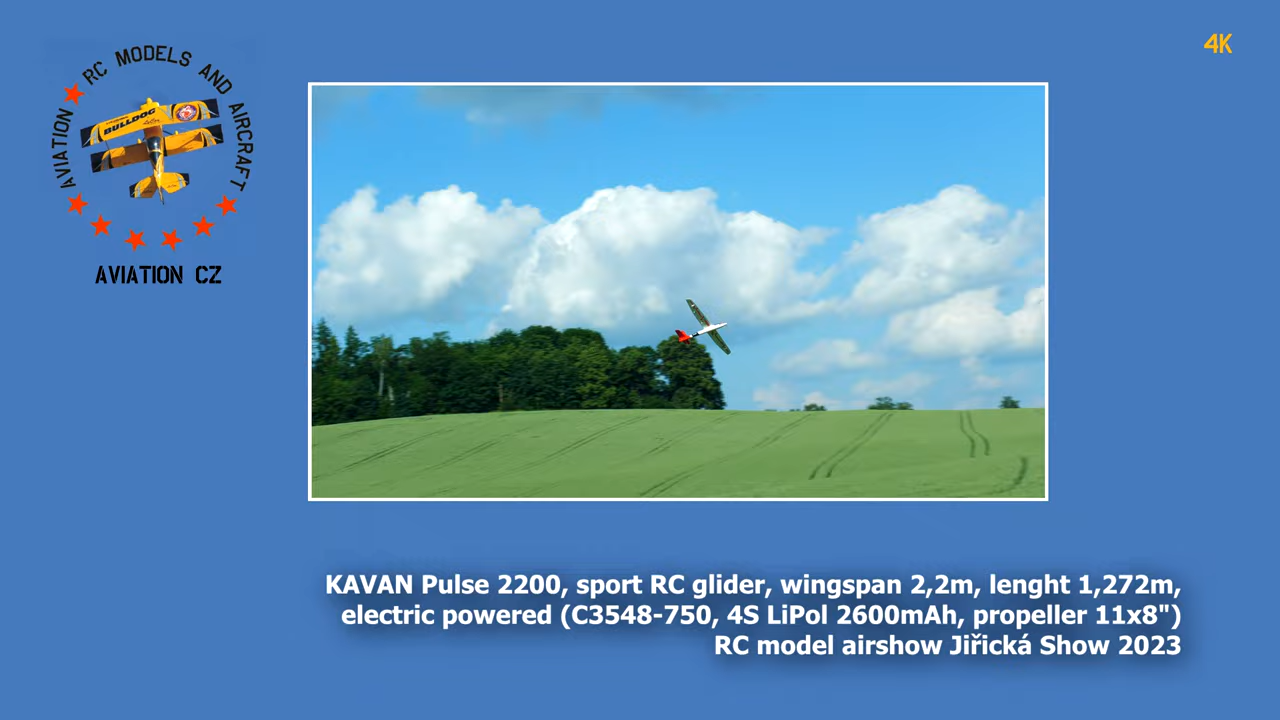 4K
AVIATION ★ RC MODELS AND AIRCRAFT
BULLDOG
AVIATION CZ
KAVAN Pulse 2200, sport RC glider, wingspan 2,2m, lenght 1,272m,
electric powered (C3548-750, 4S LiPol 2600mAh, propeller 11x8")
RC model airshow Jiřická Show 2023